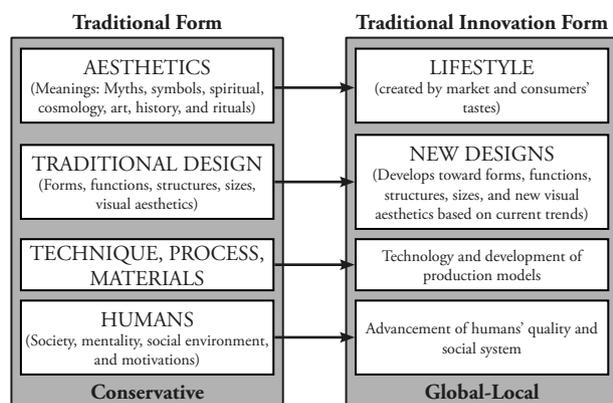 Traditional Form
AESTHETICS
(Meanings: Myths, symbols, spiritual,
cosmology, art, history, and rituals)
TRADITIONAL DESIGN
(Forms, functions, structures, sizes,
visual aesthetics)
TECHNIQUE, PROCESS,
MATERIALS
HUMANS
(Society, mentality, social environment,
and motivations)
Conservative
Traditional Innovation Form
LIFESTYLE
(created by market and consumers'
tastes)
NEW DESIGNS
(Develops toward forms, functions,
structures, sizes, and new visual
aesthetics based on current trends)
Technology and development of
production models
Advancement of humans' quality and
social system
Global-Local